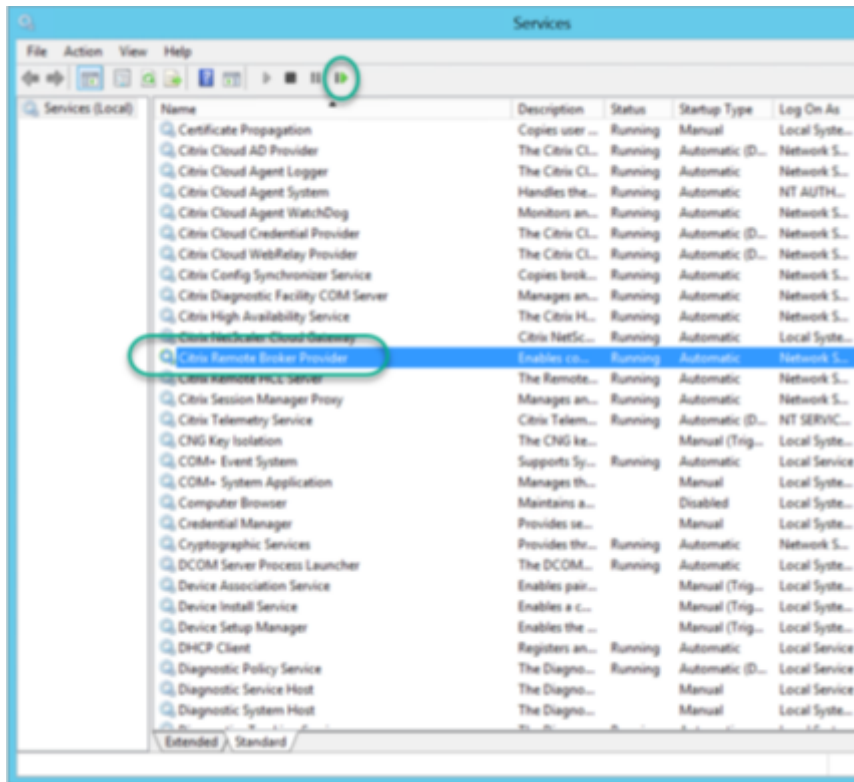 Services
File Action View Help
Services (Local)
Name Description Status Startup Type Log On As
Certificate Propagation Copies user ... Running Manual Local Syste...
Citrix Cloud AD Provider The Citrix Cl... Running Automatic (D... Network S...
Citrix Cloud Agent Logger The Citrix Cl... Running Automatic Network S...
Citrix Cloud Agent System Handles the... Running Automatic NT AUTH...
Citrix Cloud Agent WatchDog Monitors an... Running Automatic Network S...
Citrix Cloud Credential Provider The Citrix Cl... Running Automatic (D... Network S...
Citrix Cloud WebRelay Provider The Citrix Cl... Running Automatic (D... Network S...
Citrix Config Synchronizer Service Copies brok... Running Automatic Network S...
Citrix Diagnostic Facility COM Server Manages an... Running Automatic Network S...
Citrix High Availability Service The Citrix H... Running Automatic Network S...
Citrix NetScaler Cloud Gateway Citrix NetSc... Running Automatic Local Syste...
Citrix Remote Broker Provider Enables co... Running Automatic Network S...
Citrix Remote HCL Server The Remote... Running Automatic Network S...
Citrix Session Manager Proxy Manages an... Running Automatic Network S...
Citrix Telemetry Service Citrix Telem... Running Automatic (D... NT SERVIC...
CNG Key Isolation The CNG ke... Manual (Trig... Local Syste...
COM+ Event System Supports Sy... Running Automatic Local Service
COM+ System Application Manages th... Manual Local Syste...
Computer Browser Maintains a... Disabled Local Syste...
Credential Manager Provides se... Manual Local Syste...
Cryptographic Services Provides thr... Running Automatic Network S...
DCOM Server Process Launcher The DCOM... Running Automatic Local Syste...
Device Association Service Enables pair... Manual (Trig... Local Syste...
Device Install Service Enables a c... Manual (Trig... Local Syste...
Device Setup Manager Enables the ... Manual (Trig... Local Syste...
DHCP Client Registers an... Running Automatic Local Service
Diagnostic Policy Service The Diagno... Running Automatic (D... Local Service
Diagnostic Service Host The Diagno... Manual Local Service
Diagnostic System Host The Diagno... Manual Local Syste...
Extended Standard